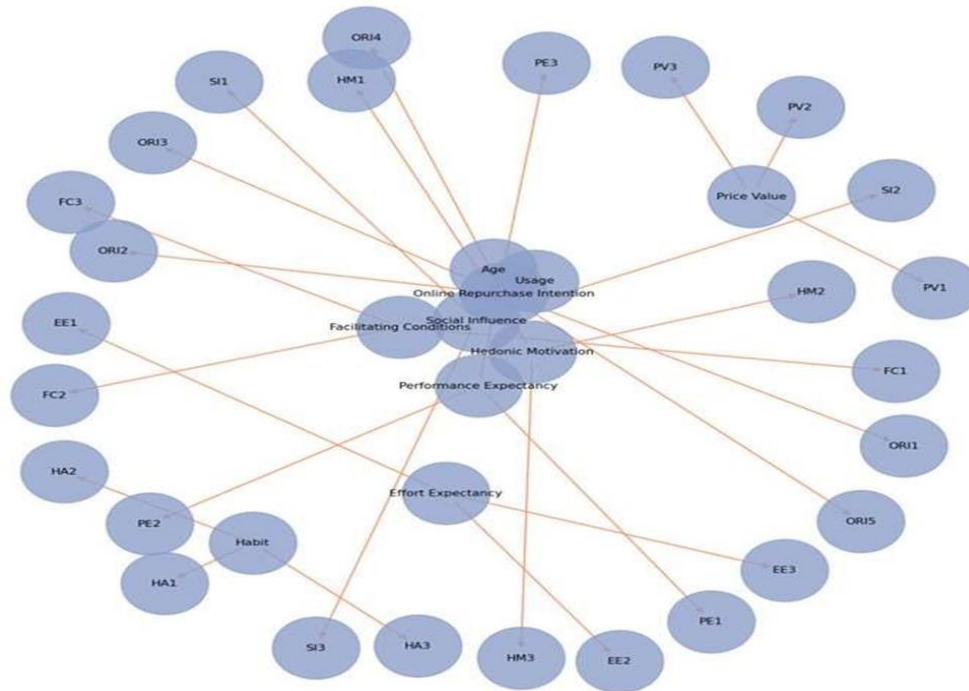 ORI4
PE3
PV3
SI1
HM1
PV2
ORI3
SI2
Price Value
FC3
ORI2
Age
Usage
PV1
HM2
Online Repurchase Intention
EE1
Social Influence
Facilitating Conditions
Hedonic Motivation
FC1
Performance Expectancy
FC2
ORI1
HA2
Effort Expectancy
PE2
ORI5
Habit
EE3
HA1
PE1
SI3
HA3
HM3
EE2